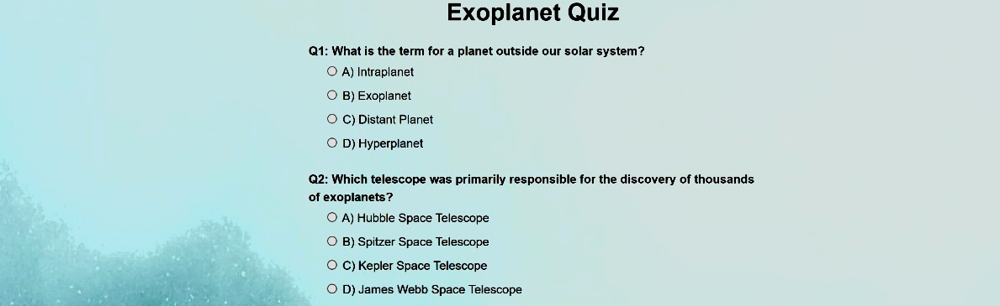 Exoplanet Quiz
Q1: What is the term for a planet outside our solar system?
A) Intraplanet
B) Exoplanet
C) Distant Planet
D) Hyperplanet
Q2: Which telescope was primarily responsible for the discovery of thousands
of exoplanets?
A) Hubble Space Telescope
B) Spitzer Space Telescope
C) Kepler Space Telescope
D) James Webb Space Telescope